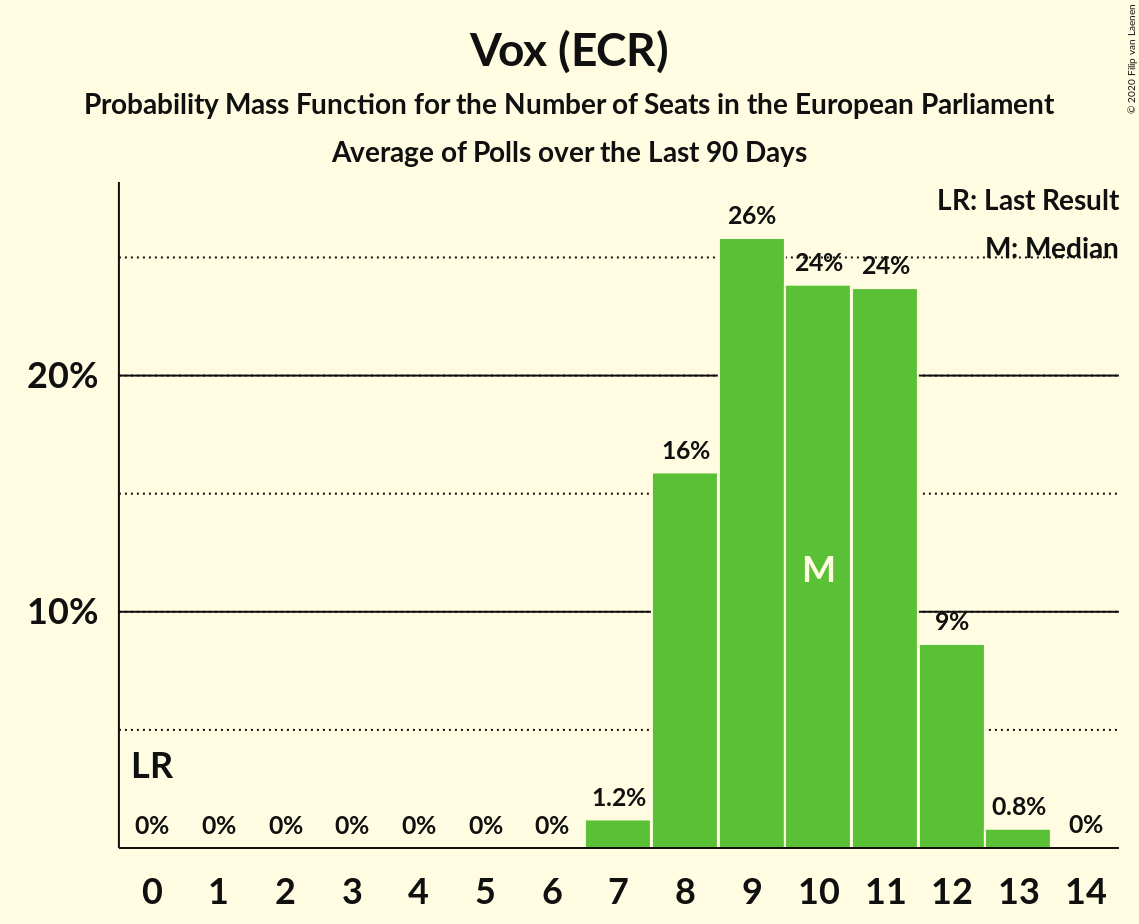 Vox (ECR)
Probability Mass Function for the Number of Seats in the European Parliament
Average of Polls over the Last 90 Days
© 2020 Filip van Laenen
LR: Last Result
M: Median
26%
24%
24%
20%
16%
M
10%
9%
LR
1.2%
0.8%
0%
0%
0%
0%
0%
0%
0%
0%
0 1 2 3 4 5 6 7 8 9 10 11 12 13 14